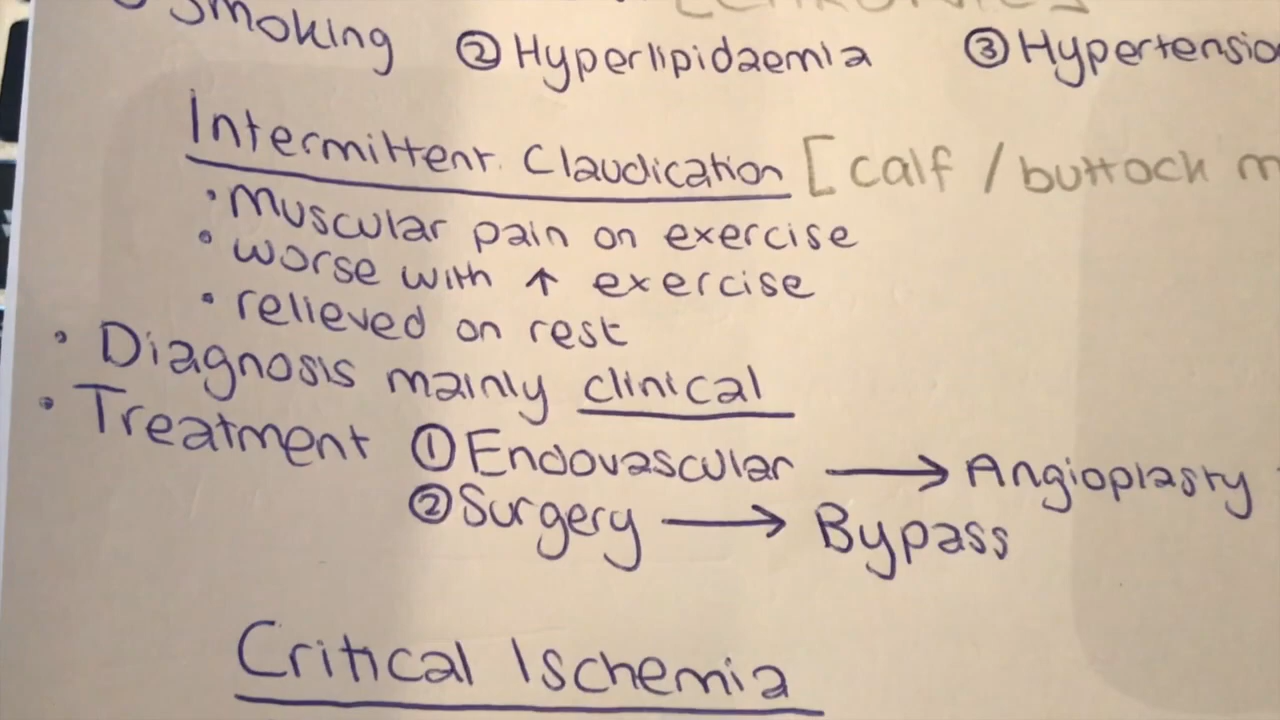 Smoking ② Hyperlipidaemia ③ Hypertensio
Intermittent Claudication [calf / buttock m
· Muscular pain on exercise
· worse with ↑ exercise
· relieved on rest
· Diagnosis mainly clinical
· Treatment ① Endovascular → Angioplasty
② Surgery → Bypass
Critical Ischemia